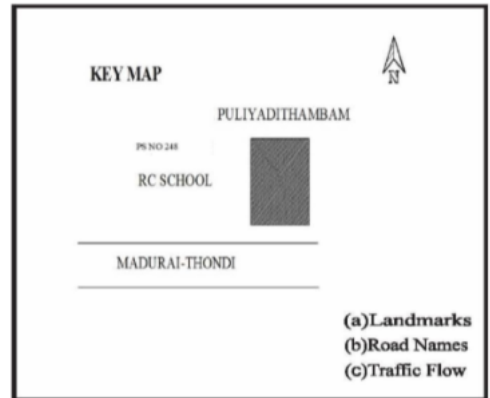 N
KEY MAP
PULIYADITHAMBAM
PS NO 248
RC SCHOOL
MADURAI-THONDI
(a)Landmarks
(b)Road Names
(c)Traffic Flow